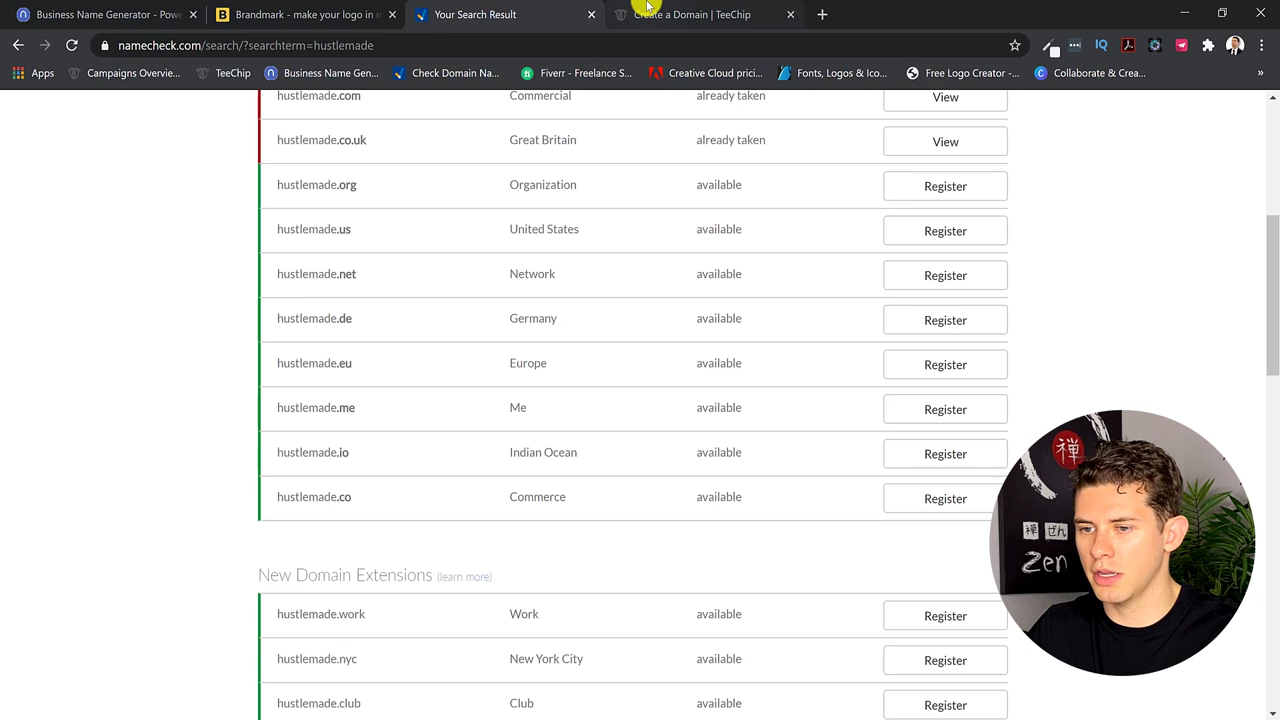 Business Name Generator - Pow
Brandmark - make your logo in m
Your Search Result
Create a Domain | TeeChip
namecheck.com/search/?searchterm=hustlemade
Apps
Campaigns Overvie...
TeeChip
Business Name Gen...
Check Domain Na...
Fiverr - Freelance S...
Creative Cloud prici...
Fonts, Logos & Ico...
Free Logo Creator -...
Collaborate & Crea...
hustlemade.com Commercial already taken View
hustlemade.co.uk Great Britain already taken View
hustlemade.org Organization available Register
hustlemade.us United States available Register
hustlemade.net Network available Register
hustlemade.de Germany available Register
hustlemade.eu Europe available Register
hustlemade.me Me available Register
hustlemade.io Indian Ocean available Register
hustlemade.co Commerce available Register
New Domain Extensions (learn more)
hustlemade.work Work available Register
hustlemade.nyc New York City available Register
hustlemade.club Club available Register
禅
禅 ぜん
Zen